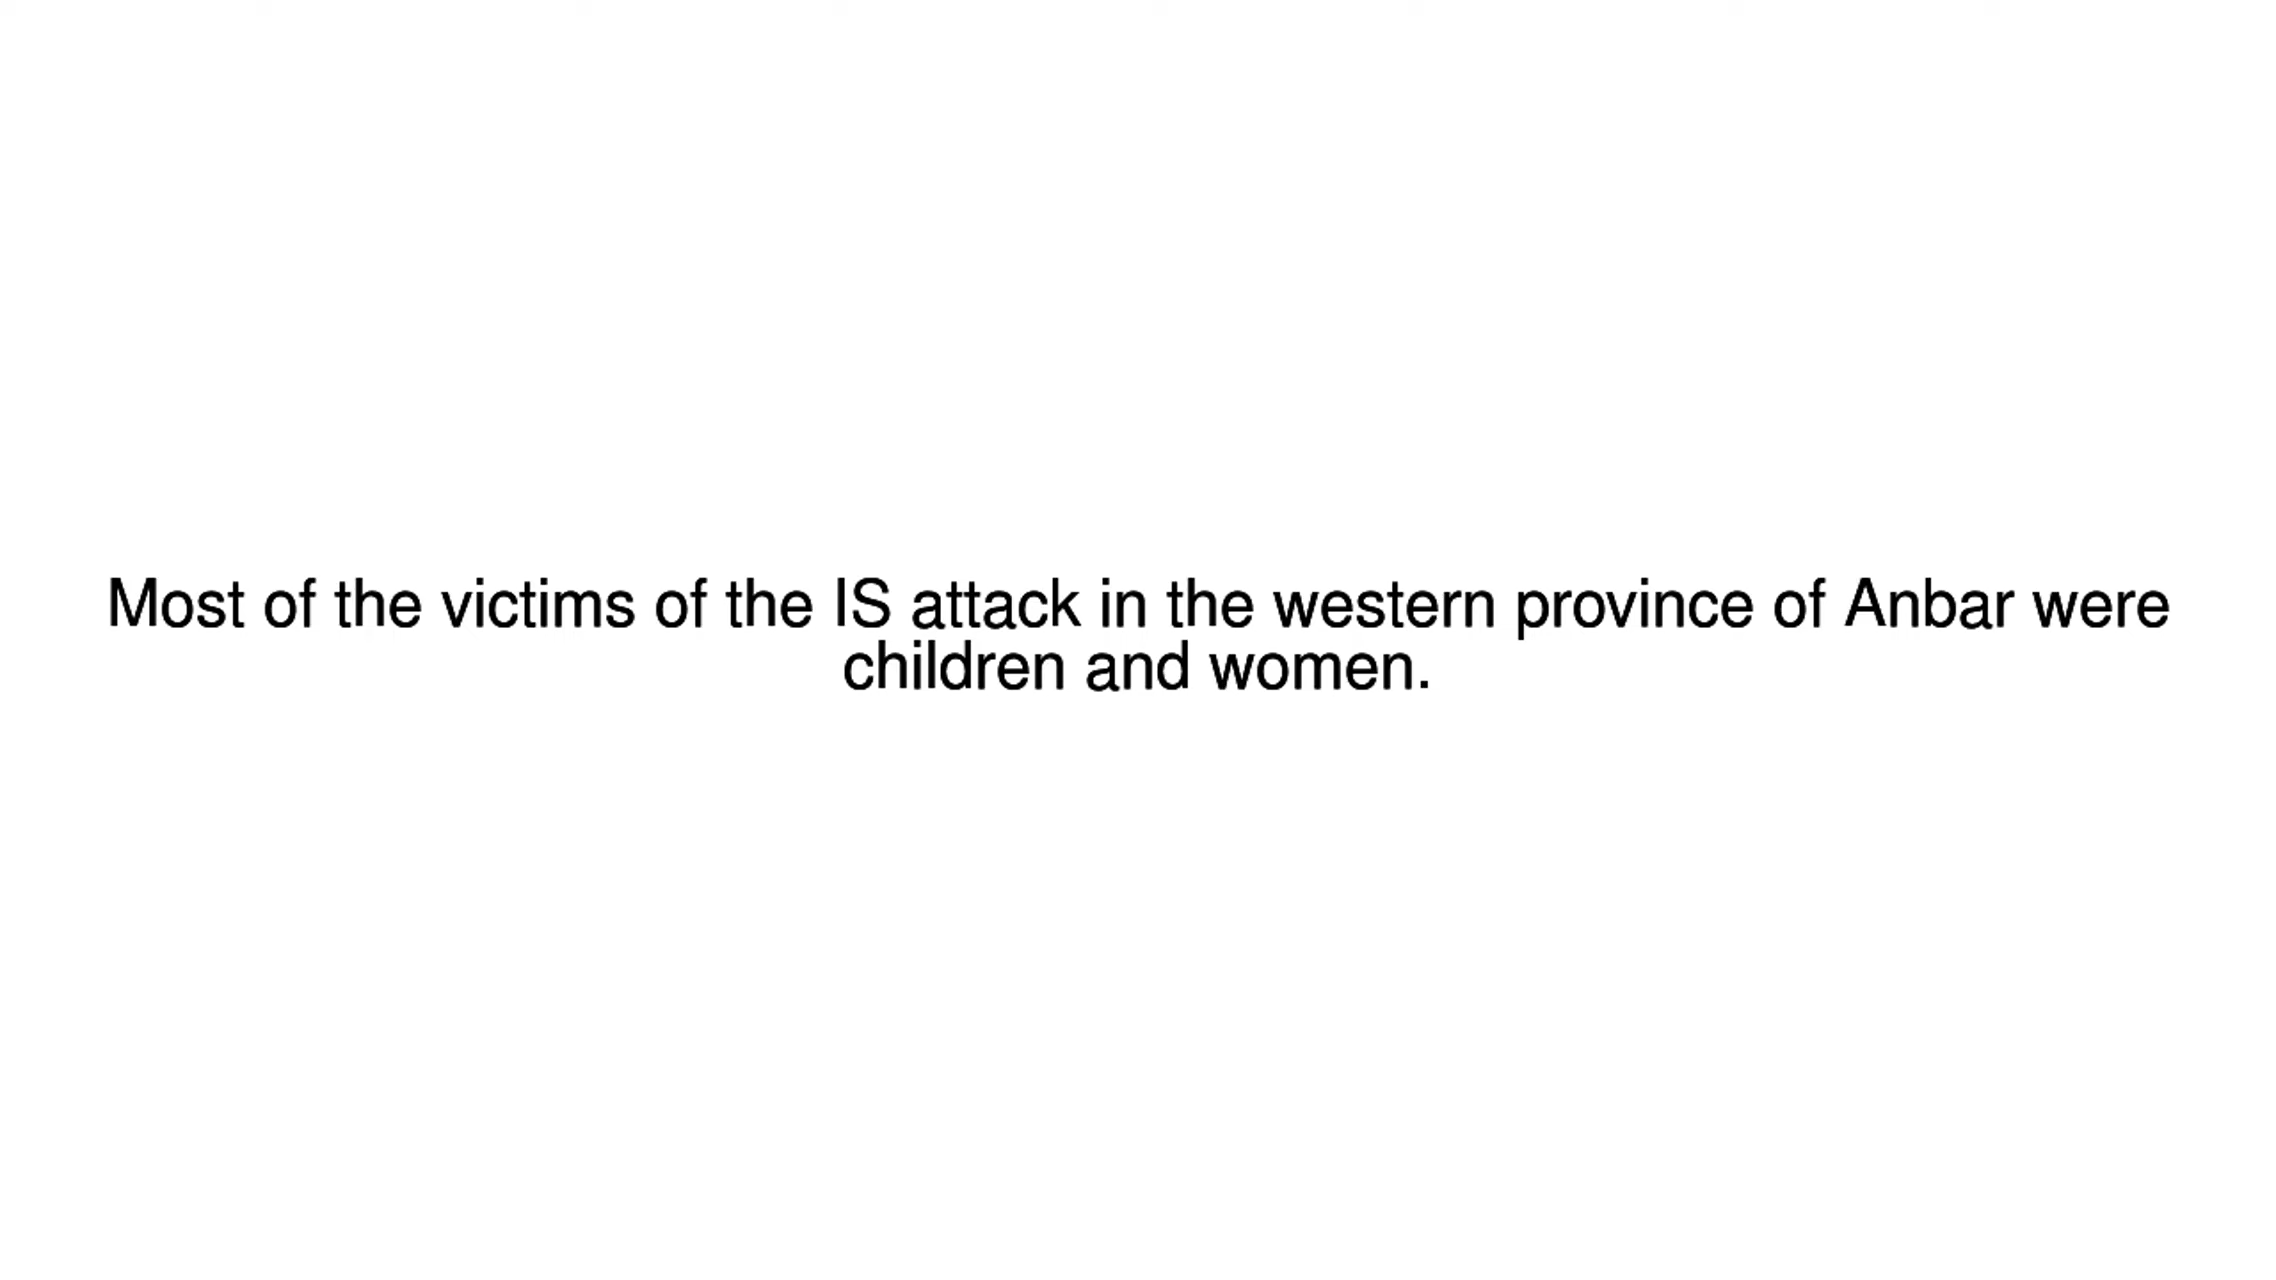 Most of the victims of the IS attack in the western province of Anbar were
children and women.